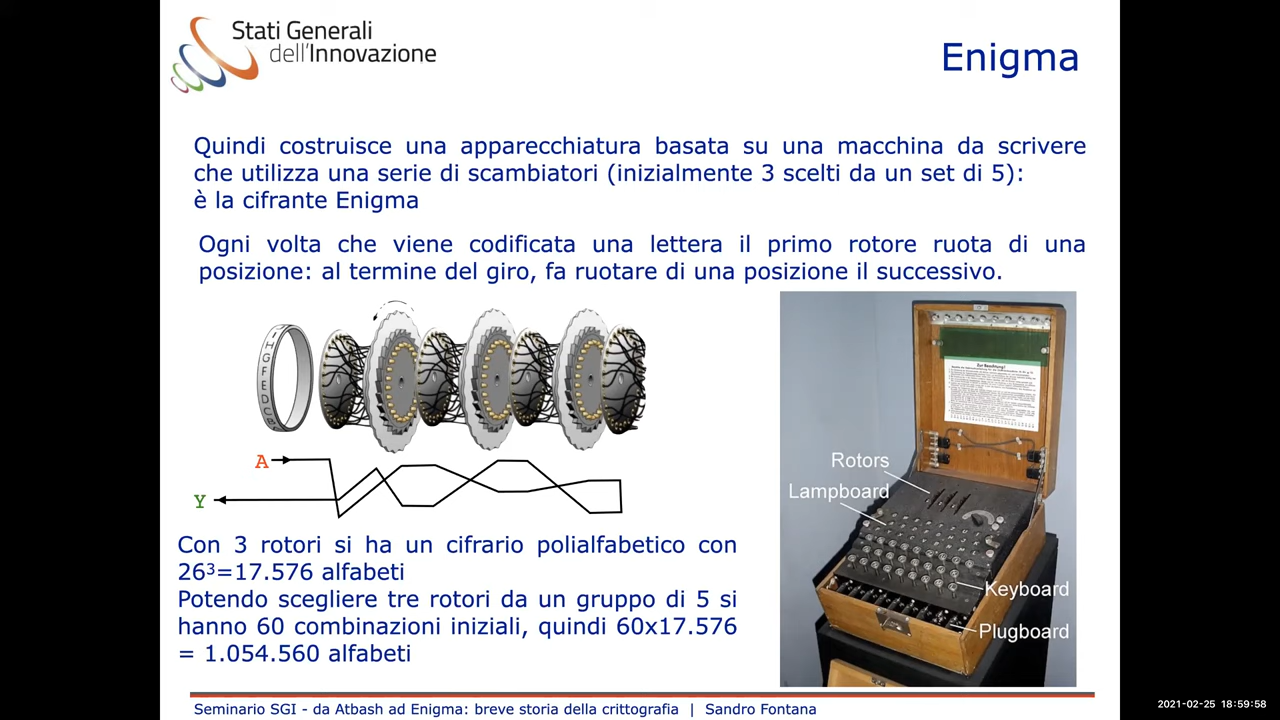 Stati Generali
dell'Innovazione
Enigma
Quindi costruisce una apparecchiatura basata su una macchina da scrivere
che utilizza una serie di scambiatori (inizialmente 3 scelti da un set di 5):
è la cifrante Enigma
Ogni volta che viene codificata una lettera il primo rotore ruota di una
posizione: al termine del giro, fa ruotare di una posizione il successivo.
I H G F E D C B
A
Y
Zur Beachtung!
Rotors
Lampboard
Keyboard
Plugboard
Con 3 rotori si ha un cifrario polialfabetico con
26³=17.576 alfabeti
Potendo scegliere tre rotori da un gruppo di 5 si
hanno 60 combinazioni iniziali, quindi 60x17.576
= 1.054.560 alfabeti
Seminario SGI - da Atbash ad Enigma: breve storia della crittografia | Sandro Fontana
2021-02-25 18:59:58